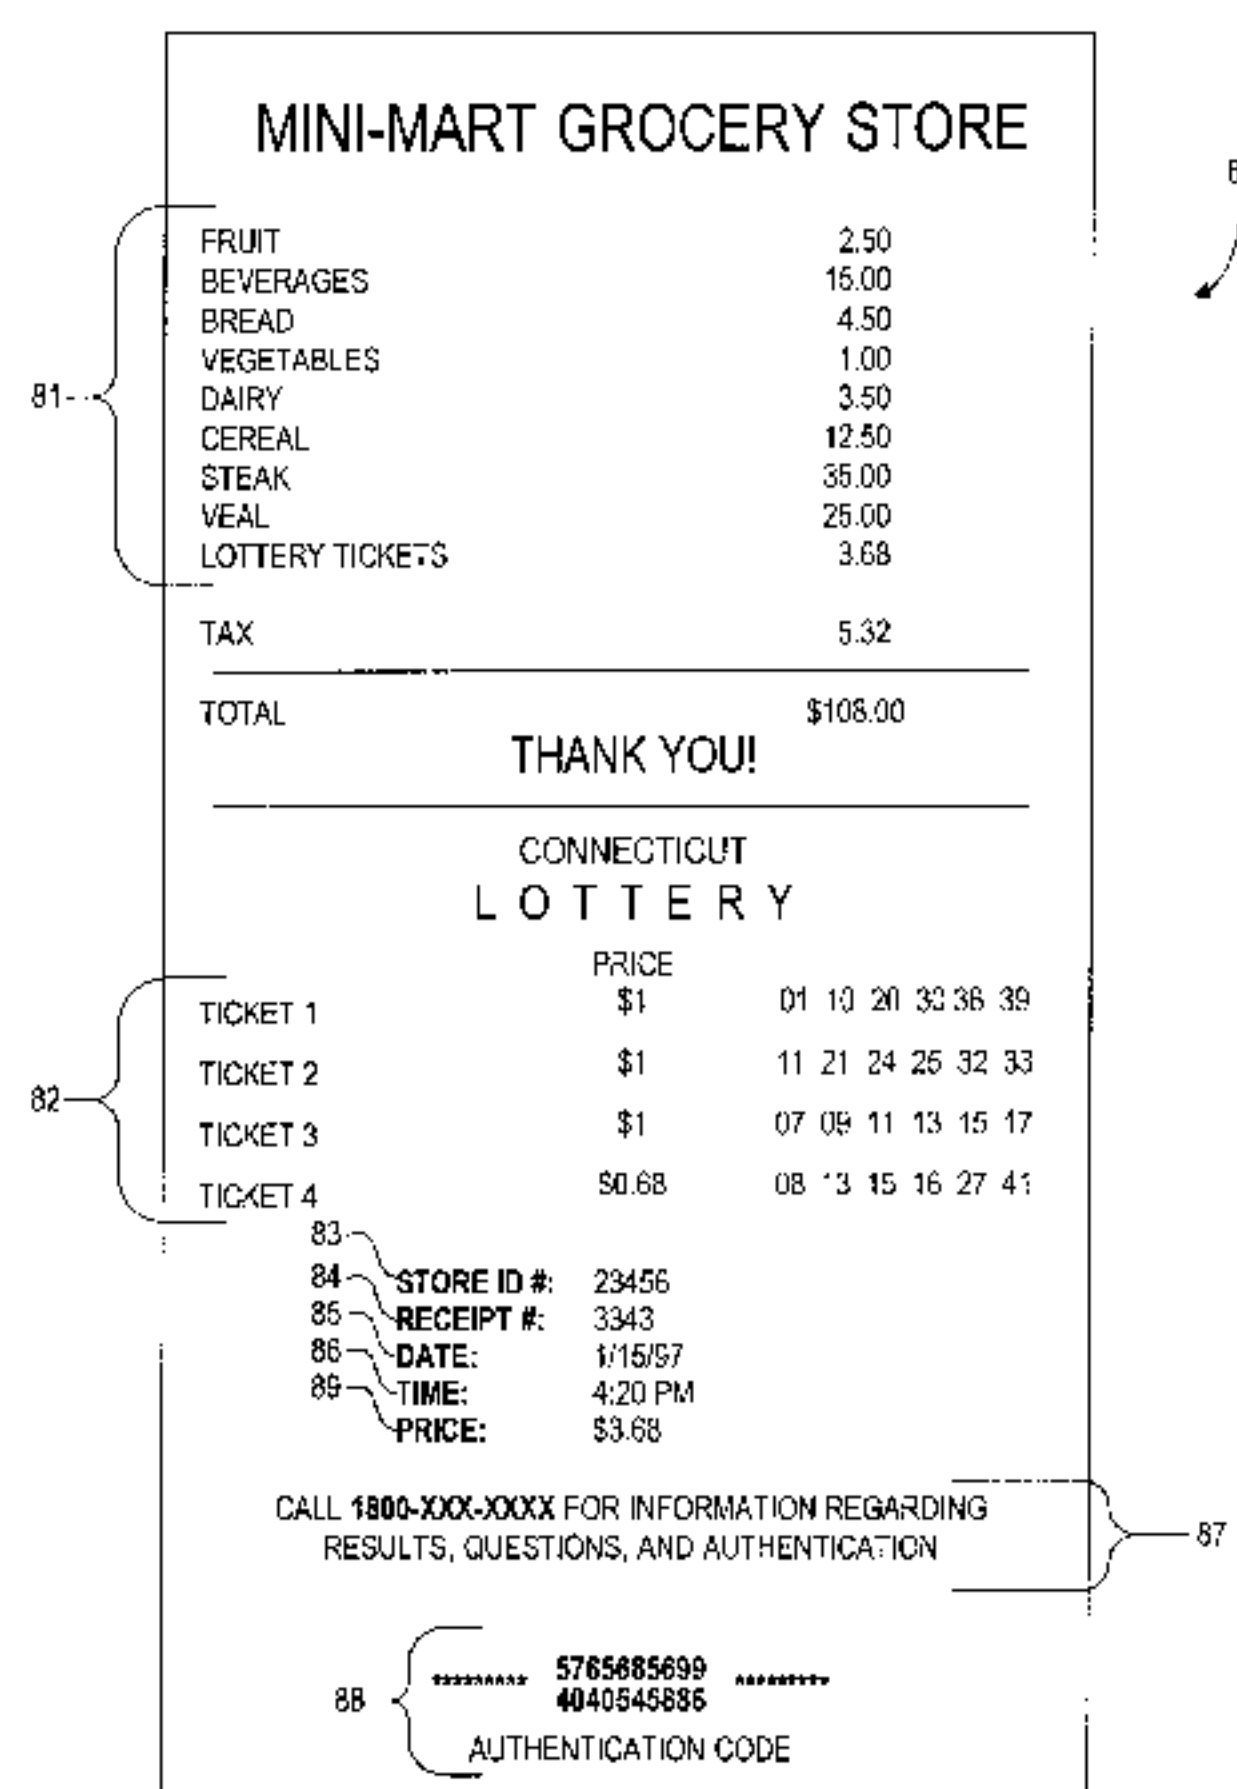 MINI-MART GROCERY STORE
FRUIT 2.50
BEVERAGES 15.00
BREAD 4.50
VEGETABLES 1.00
81
DAIRY 3.50
CEREAL 12.50
STEAK 35.00
VEAL 25.00
LOTTERY TICKETS 3.68
TAX 5.32
TOTAL $108.00
THANK YOU!
CONNECTICUT
LOTTERY
PRICE
TICKET 1 $1 01 10 20 30 36 39
TICKET 2 $1 11 21 24 25 32 33
82
TICKET 3 $1 07 09 11 13 15 17
TICKET 4 $0.68 08 13 15 16 27 41
83
84 STORE ID #: 23456
85 RECEIPT #: 3343
86 DATE: 1/15/97
89 TIME: 4:20 PM
PRICE: $3.68
CALL 1800-XXX-XXXX FOR INFORMATION REGARDING
RESULTS, QUESTIONS, AND AUTHENTICATION
87
********* 5765685699 *********
88 4040545886
AUTHENTICATION CODE